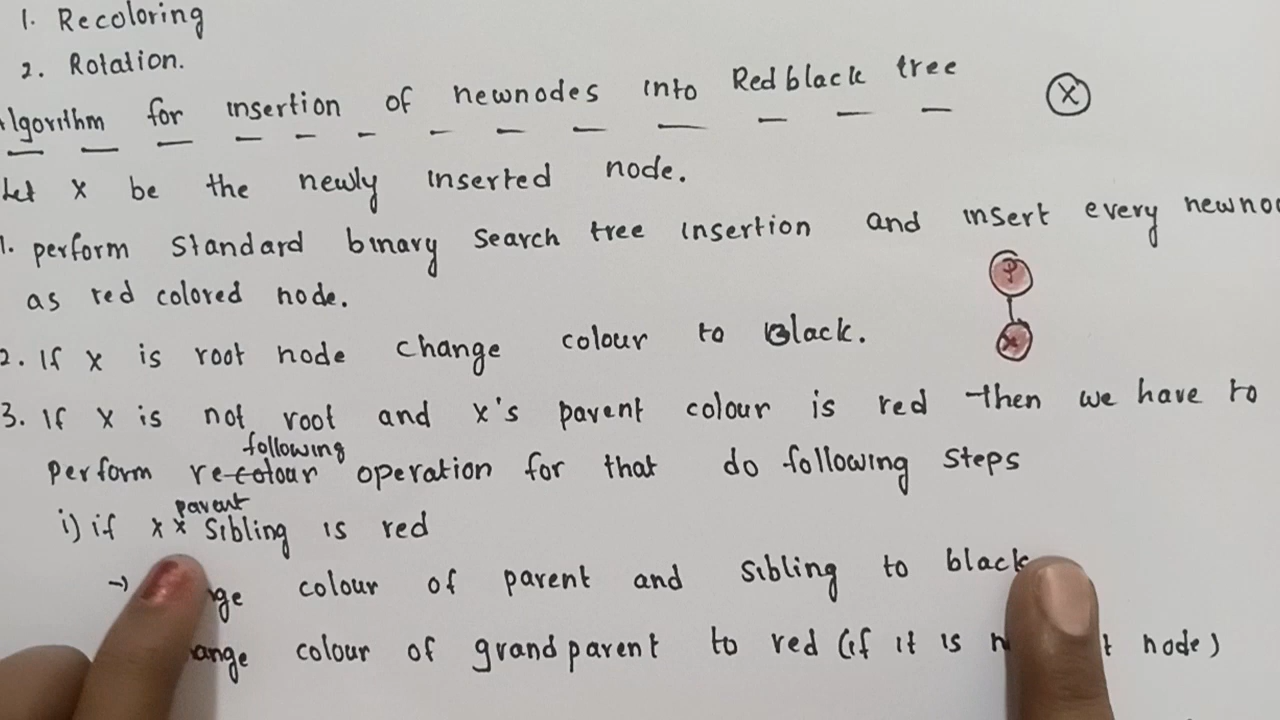 1. Recoloring
2. Rotation.
lgorithm for insertion of newnodes into Redblack tree
X
Let x be the newly inserted node.
1. perform standard binary search tree insertion and insert every newno
as red colored node.
P
x
2. If x is root node change colour to Black.
3. If x is not root and x's parent colour is red then we have to
following
perform recolour operation for that do following steps
parent
i) if x x sibling is red
→ ge colour of parent and sibling to black
ange colour of grandparent to red (if it is node)